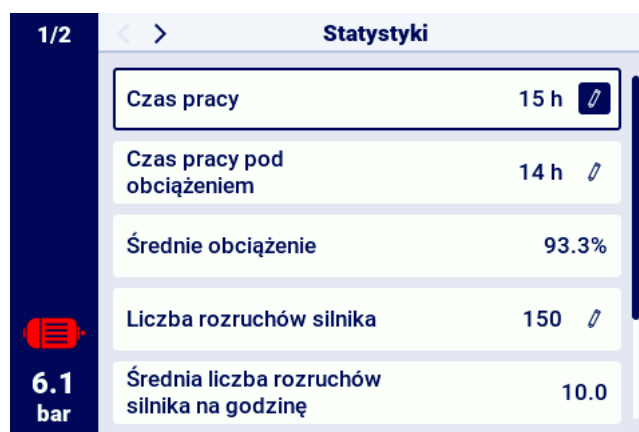 1/2
Statystyki
Czas pracy 15 h
Czas pracy pod
obciążeniem 14 h
Średnie obciążenie 93.3%
Liczba rozruchów silnika 150
Średnia liczba rozruchów
silnika na godzinę 10.0
6.1
bar